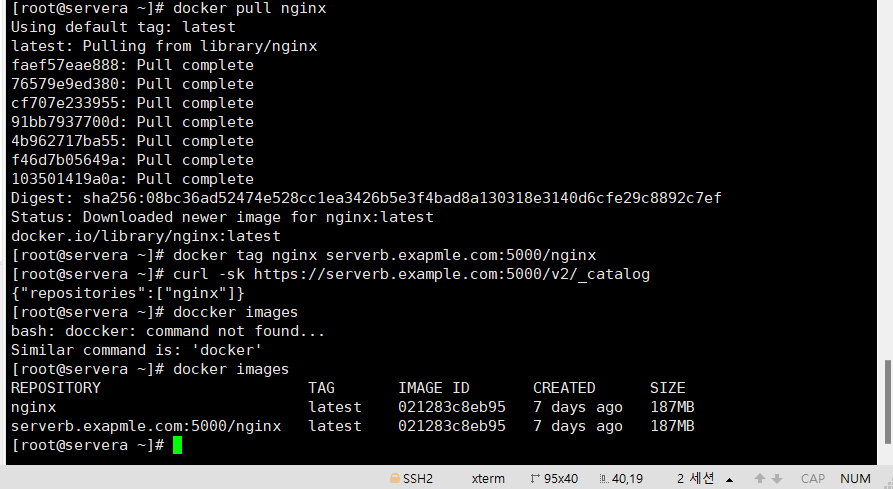 [root@servera ~]# docker pull nginx
Using default tag: latest
latest: Pulling from library/nginx
faef57eae888: Pull complete
76579e9ed380: Pull complete
cf707e233955: Pull complete
91bb7937700d: Pull complete
4b962717ba55: Pull complete
f46d7b05649a: Pull complete
103501419a0a: Pull complete
Digest: sha256:08bc36ad52474e528cc1ea3426b5e3f4bad8a130318e3140d6cfe29c8892c7ef
Status: Downloaded newer image for nginx:latest
docker.io/library/nginx:latest
[root@servera ~]# docker tag nginx serverb.exapmle.com:5000/nginx
[root@servera ~]# curl -sk https://serverb.example.com:5000/v2/_catalog
{"repositories":["nginx"]}
[root@servera ~]# doccker images
bash: doccker: command not found...
Similar command is: 'docker'
[root@servera ~]# docker images
REPOSITORY TAG IMAGE ID CREATED SIZE
nginx latest 021283c8eb95 7 days ago 187MB
serverb.exapmle.com:5000/nginx latest 021283c8eb95 7 days ago 187MB
[root@servera ~]#
SSH2 xterm 95x40 40,19 2 세션 CAP NUM